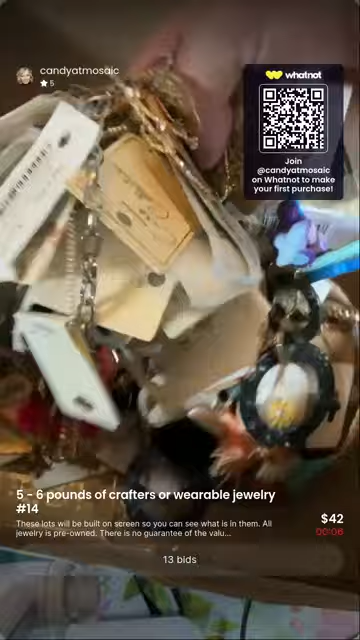 candyatmosaic
5
whatnot
Join
@candyatmosaic
on Whatnot to make
your first purchase!
5 - 6 pounds of crafters or wearable jewelry
#14
These lots will be built on screen so you can see what is in them. All
jewelry is pre-owned. There is no guarantee of the valu...
$42
00:06
13 bids